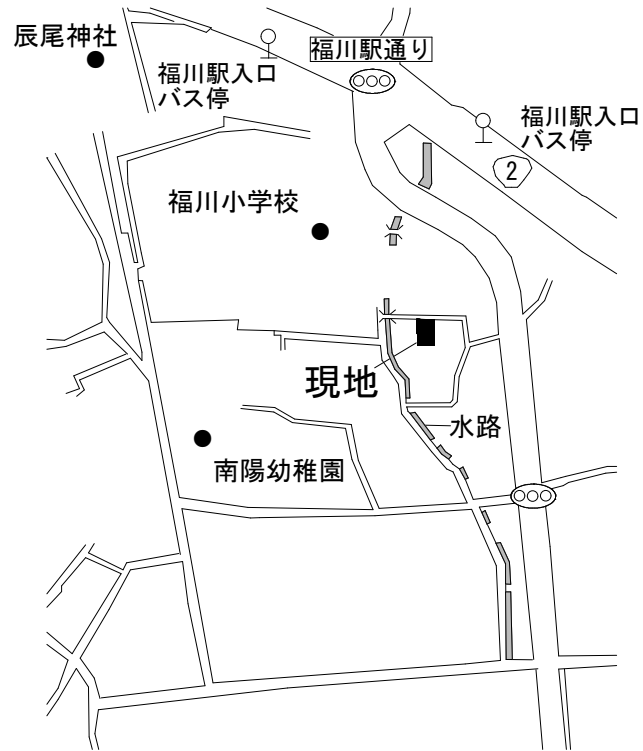 辰尾神社
福川駅通り
福川駅入口
バス停
福川駅入口
バス停
2
福川小学校
現地
水路
南陽幼稚園